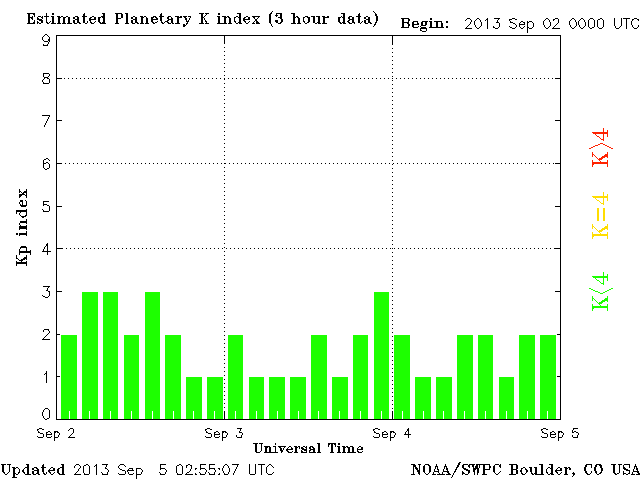 Estimated Planetary K index (3 hour data)
Begin: 2013 Sep 02 0000 UTC
9
8
7
6
5
4
3
2
1
0
Kp index
K>4
K=4
K<4
Sep 2
Sep 3
Sep 4
Sep 5
Universal Time
Updated 2013 Sep 5 02:55:07 UTC
NOAA/SWPC Boulder, CO USA